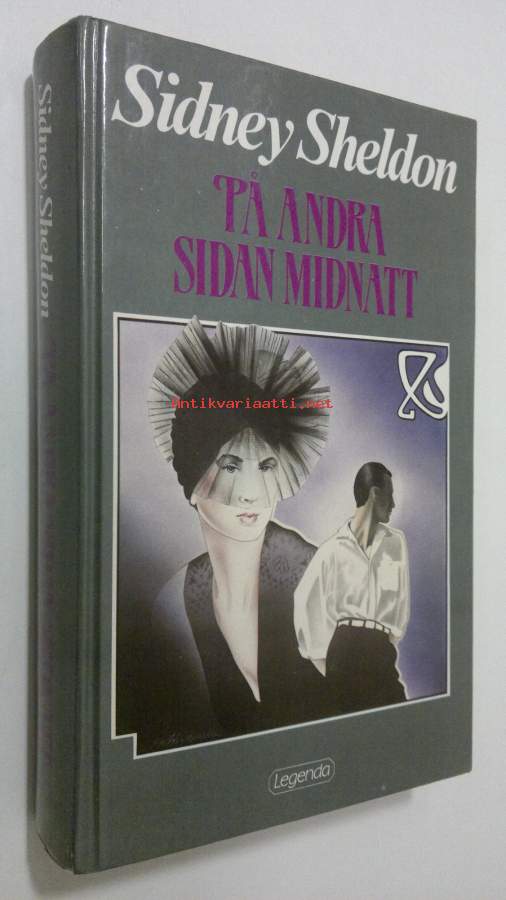 Sidney Sheldon
PÅ ANDRA
SIDAN MIDNATT
Legenda
Sidney Sheldon
Antikvariaatti.net